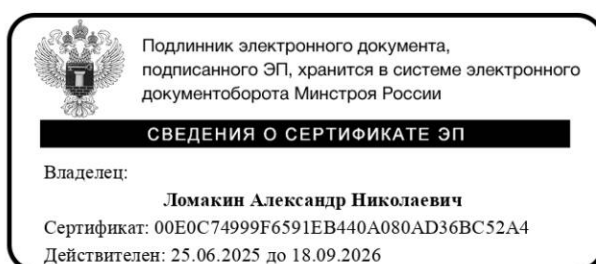 Подлинник электронного документа,
подписанного ЭП, хранится в системе электронного
документооборота Минстроя России
СВЕДЕНИЯ О СЕРТИФИКАТЕ ЭП
Владелец:
Ломакин Александр Николаевич
Сертификат: 00E0C74999F6591EB440A080AD36BC52A4
Действителен: 25.06.2025 до 18.09.2026